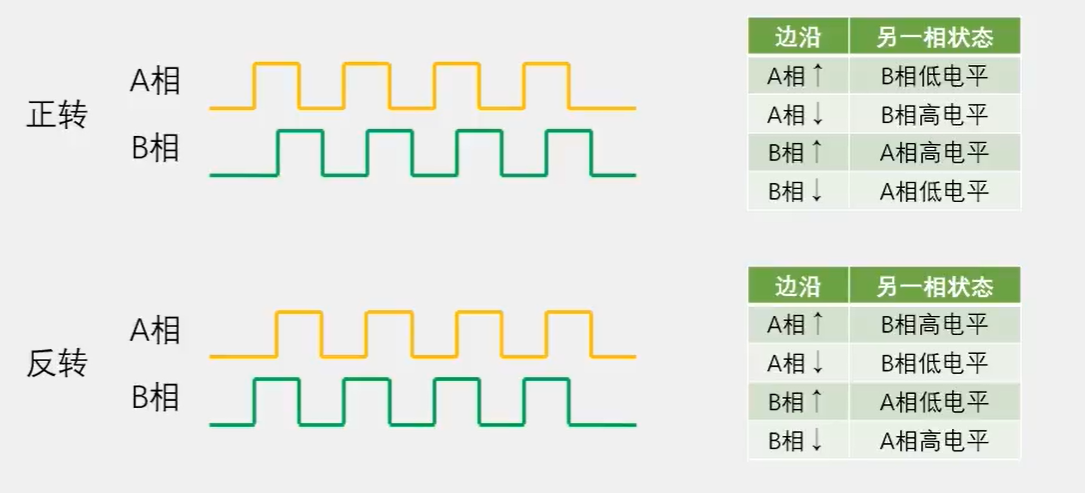 正转
A相
B相
边沿 另一相状态
A相↑ B相低电平
A相↓ B相高电平
B相↑ A相高电平
B相↓ A相低电平
反转
A相
B相
边沿 另一相状态
A相↑ B相高电平
A相↓ B相低电平
B相↑ A相低电平
B相↓ A相高电平